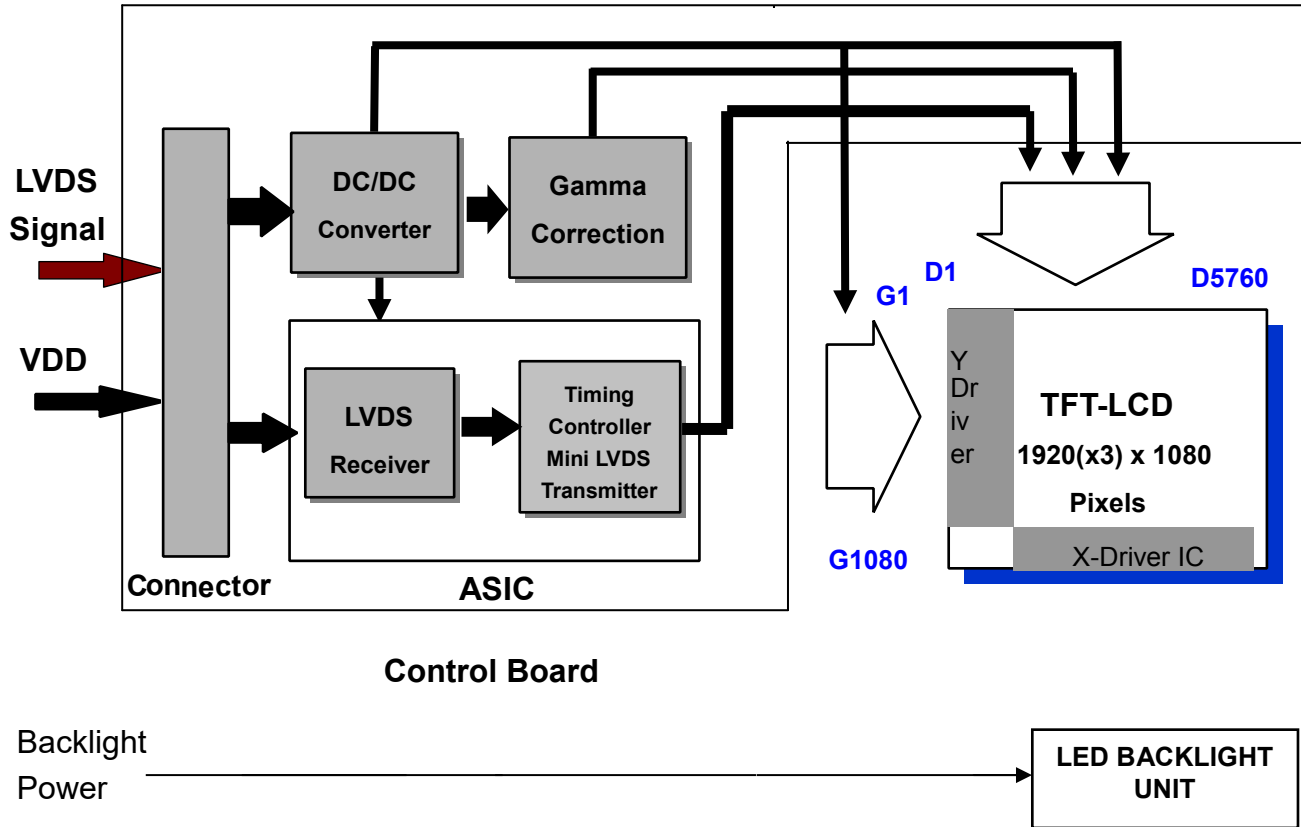 LVDS
Signal
VDD
DC/DC
Converter
Gamma
Correction
LVDS
Receiver
Timing
Controller
Mini LVDS
Transmitter
Connector
ASIC
D1
G1
D5760
G1080
Y
Dr
iv
er
TFT-LCD
1920(x3) x 1080
Pixels
X-Driver IC
Control Board
Backlight
Power
LED BACKLIGHT
UNIT